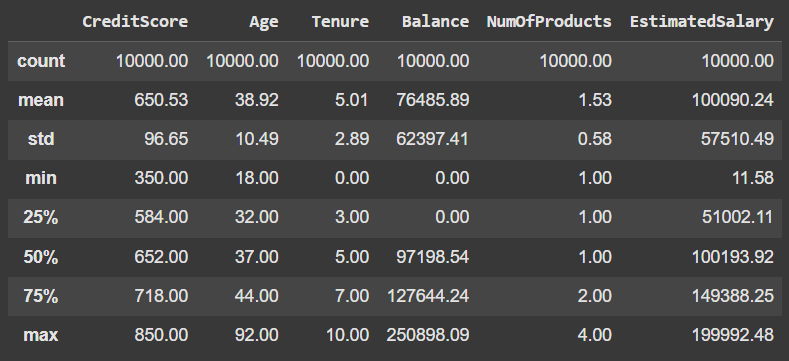 CreditScore Age Tenure Balance NumOfProducts EstimatedSalary
count 10000.00 10000.00 10000.00 10000.00 10000.00 10000.00
mean 650.53 38.92 5.01 76485.89 1.53 100090.24
std 96.65 10.49 2.89 62397.41 0.58 57510.49
min 350.00 18.00 0.00 0.00 1.00 11.58
25% 584.00 32.00 3.00 0.00 1.00 51002.11
50% 652.00 37.00 5.00 97198.54 1.00 100193.92
75% 718.00 44.00 7.00 127644.24 2.00 149388.25
max 850.00 92.00 10.00 250898.09 4.00 199992.48